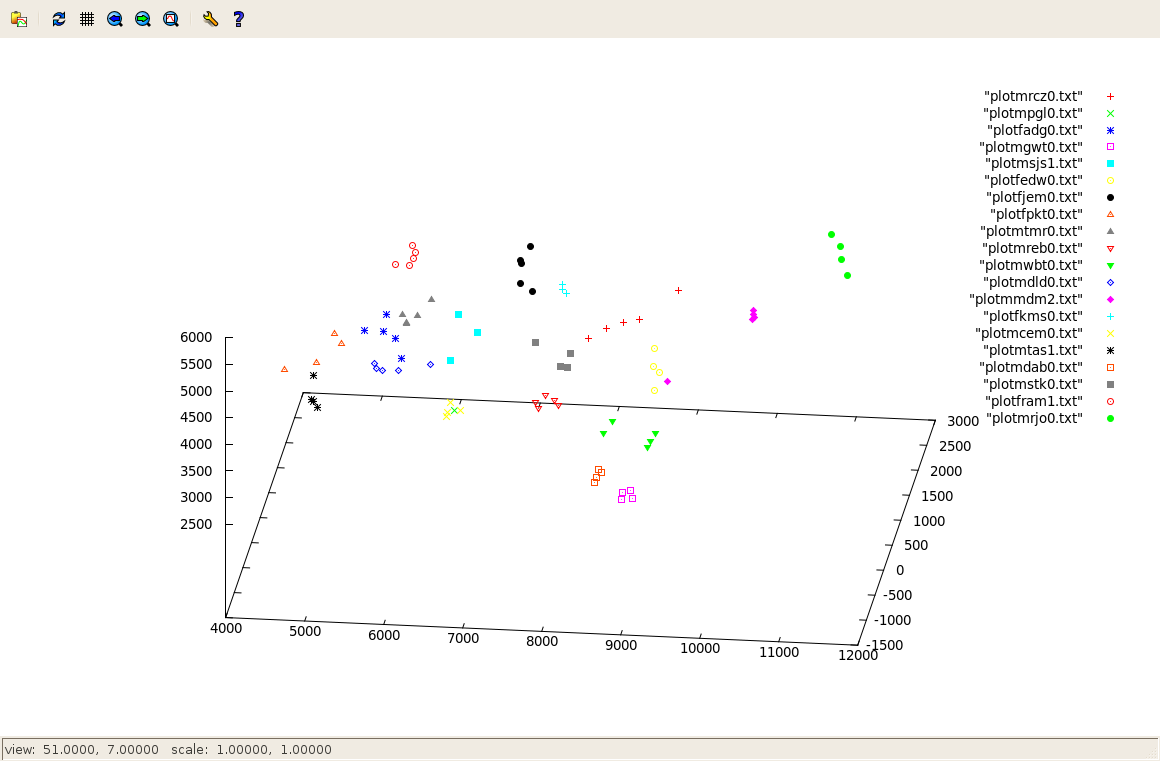 "plotmrcz0.txt"
"plotmpgl0.txt"
"plotfadg0.txt"
"plotmgwt0.txt"
"plotmsjs1.txt"
"plotfedw0.txt"
"plotfjem0.txt"
"plotfpkt0.txt"
"plotmtmr0.txt"
"plotmreb0.txt"
"plotmwbt0.txt"
"plotmdld0.txt"
"plotmmdm2.txt"
"plotfkms0.txt"
"plotmcem0.txt"
"plotmtas1.txt"
"plotmdab0.txt"
"plotmstk0.txt"
"plotfram1.txt"
"plotmrjo0.txt"
6000
5500
5000
4500
4000
3500
3000
2500
3000
2500
2000
1500
1000
500
0
-500
-1000
-1500
4000
5000
6000
7000
8000
9000
10000
11000
12000
view: 51.0000, 7.00000 scale: 1.00000, 1.00000